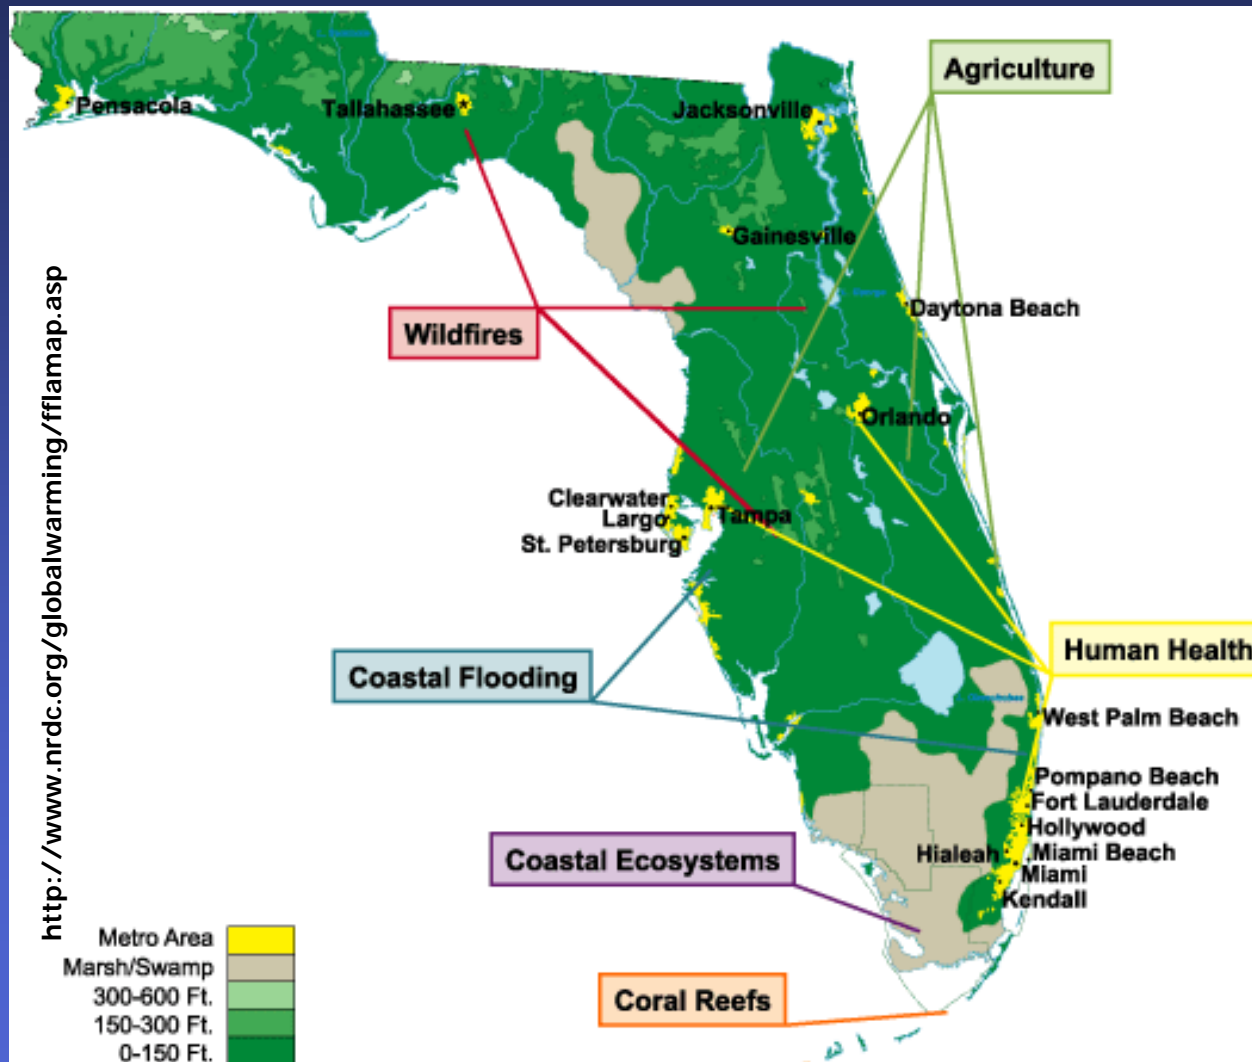 Agriculture
Pensacola
Tallahassee
Jacksonville
Gainesville
Daytona Beach
Wildfires
Orlando
Clearwater
Largo
Tampa
St. Petersburg
Human Health
Coastal Flooding
West Palm Beach
Pompano Beach
Fort Lauderdale
Hollywood
Hialeah
Miami Beach
Miami
Kendall
Coastal Ecosystems
Coral Reefs
http://www.nrdc.org/globalwarming/fflamap.asp
Metro Area
Marsh/Swamp
300-600 Ft.
150-300 Ft.
0-150 Ft.